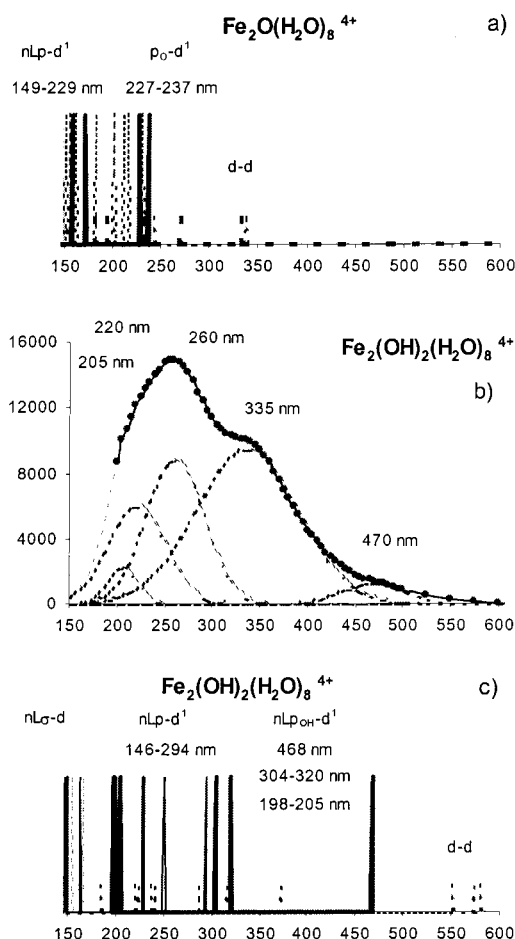 Fe₂O(H₂O)₈ ⁴⁺ a)
nLp-d¹ p_O-d¹
149-229 nm 227-237 nm
d-d
150 200 250 300 350 400 450 500 550 600
220 nm 260 nm Fe₂(OH)₂(H₂O)₈ ⁴⁺
16000 205 nm b)
12000 335 nm
8000
4000 470 nm
0
150 200 250 300 350 400 450 500 550 600
Fe₂(OH)₂(H₂O)₈ ⁴⁺ c)
nLσ-d nLp-d¹ nLp_OH-d¹
146-294 nm 468 nm
304-320 nm
198-205 nm
d-d
150 200 250 300 350 400 450 500 550 600